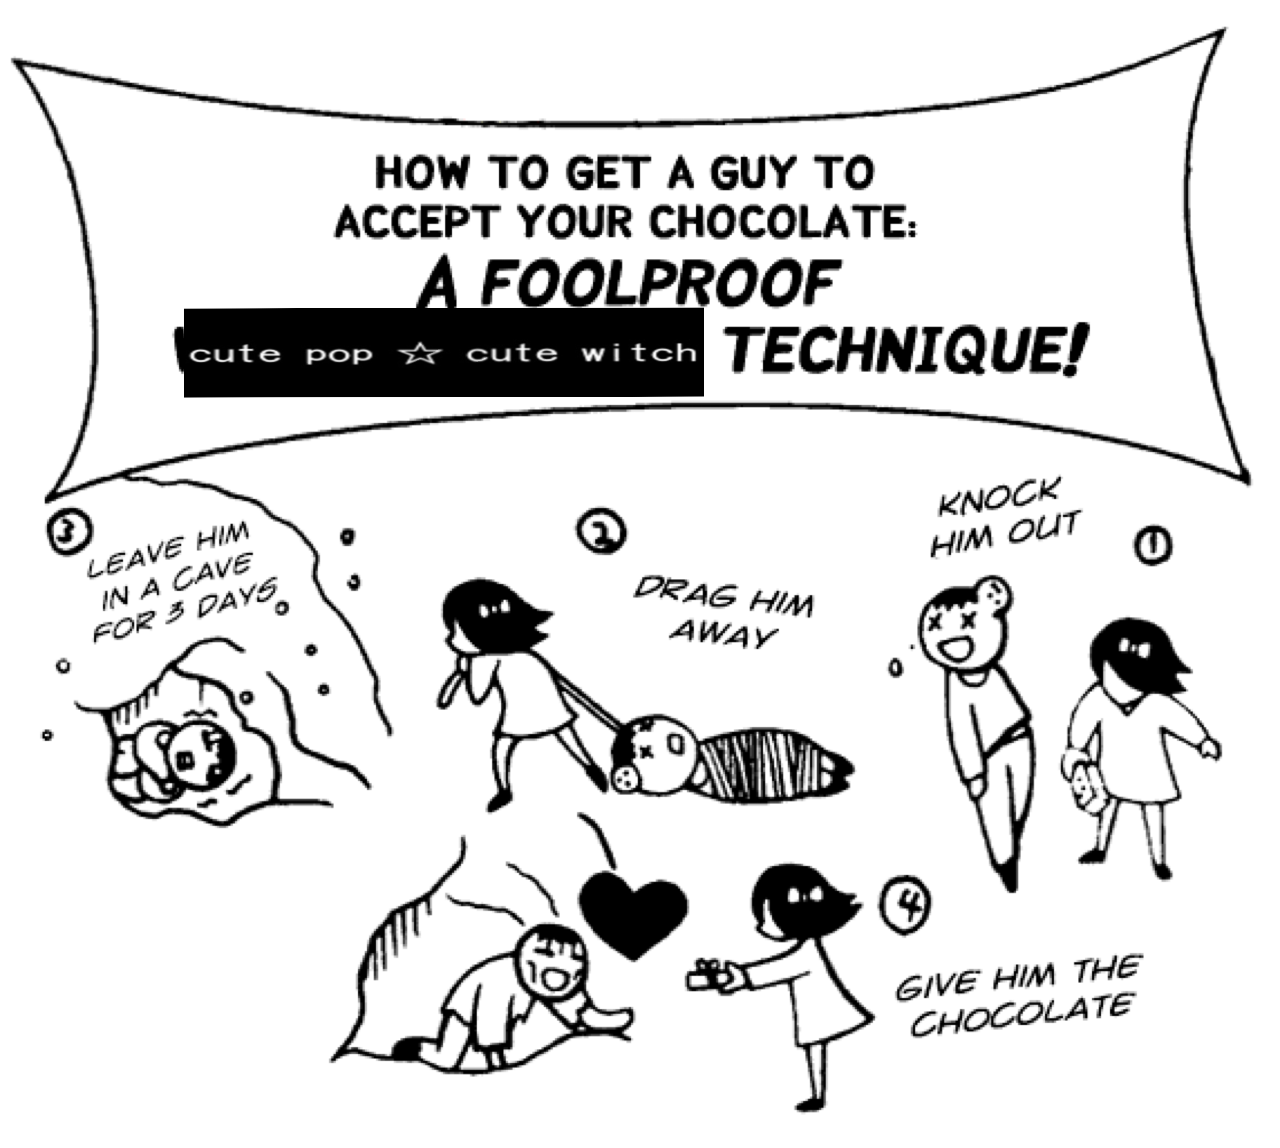 HOW TO GET A GUY TO
ACCEPT YOUR CHOCOLATE:
A FOOLPROOF
cute pop ☆ cute witch TECHNIQUE!
1
KNOCK
HIM OUT
2
DRAG HIM
AWAY
3
LEAVE HIM
IN A CAVE
FOR 3 DAYS
4
GIVE HIM THE
CHOCOLATE